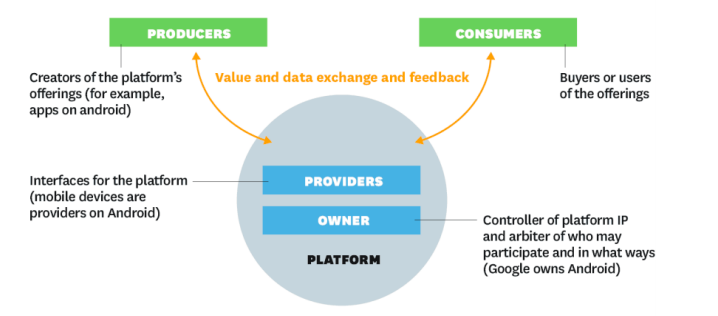 PRODUCERS
CONSUMERS
Creators of the platform's
offerings (for example,
apps on android)
Value and data exchange and feedback
Buyers or users
of the offerings
Interfaces for the platform
(mobile devices are
providers on Android)
PROVIDERS
OWNER
PLATFORM
Controller of platform IP
and arbiter of who may
participate and in what ways
(Google owns Android)